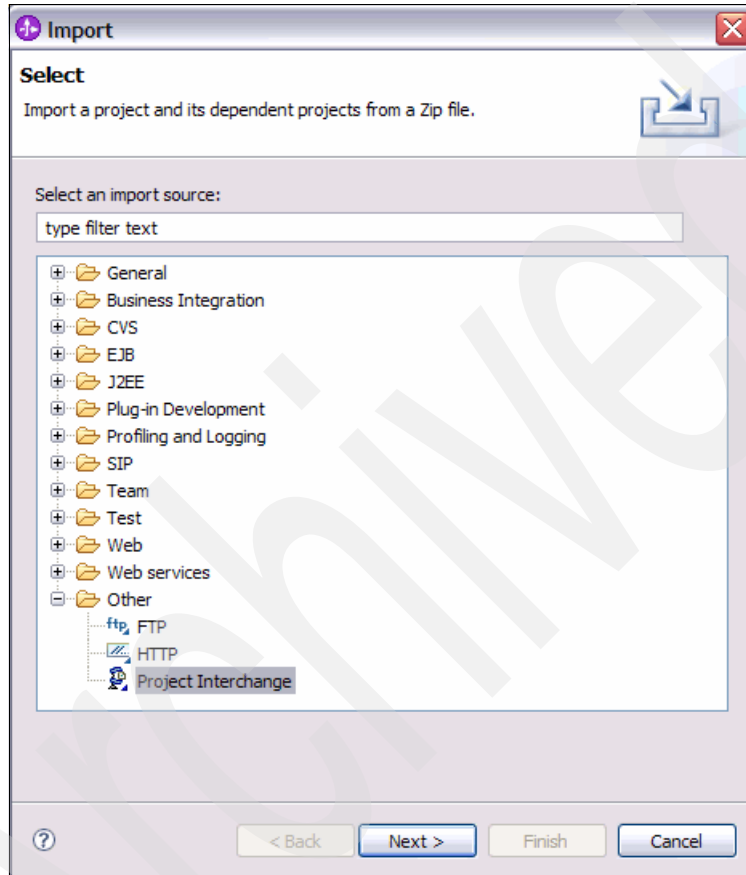 Import
Select
Import a project and its dependent projects from a Zip file.
Select an import source:
type filter text
General
Business Integration
CVS
EJB
J2EE
Plug-in Development
Profiling and Logging
SIP
Team
Test
Web
Web services
Other
ftp FTP
HTTP
Project Interchange
? < Back Next > Finish Cancel